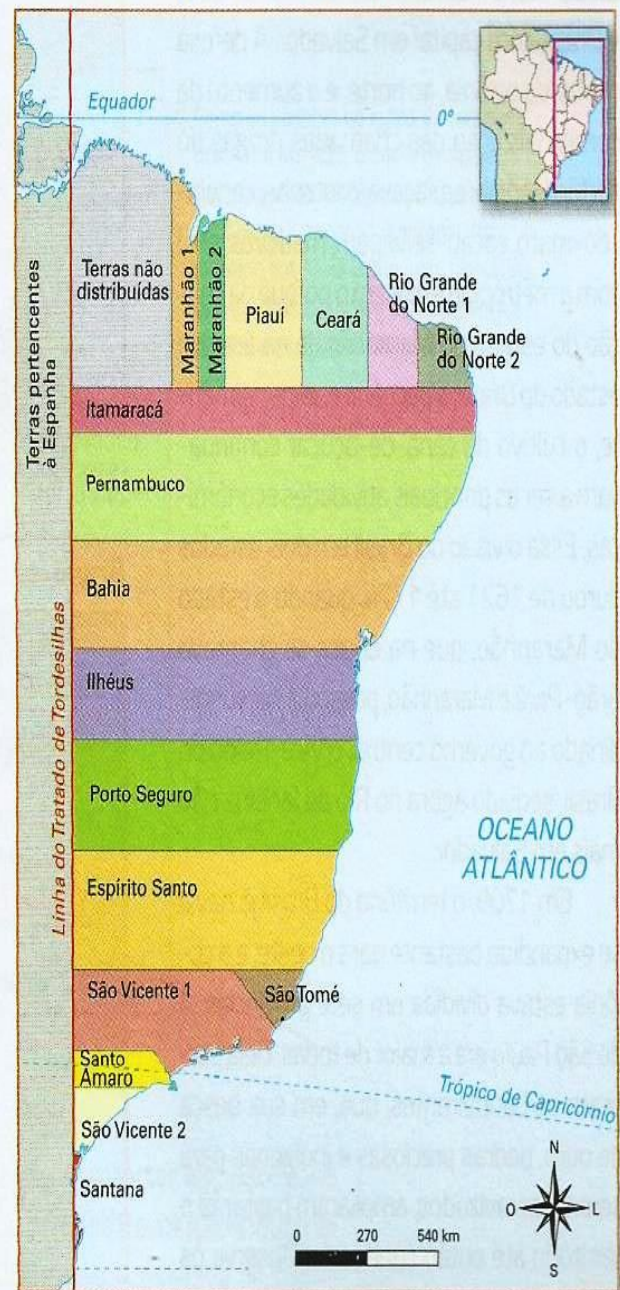 Equador
0°
Terras pertencentes
à Espanha
Linha do Tratado de Tordesilhas
Terras não
distribuídas
Maranhão 1
Maranhão 2
Piauí
Ceará
Rio Grande
do Norte 1
Rio Grande
do Norte 2
Itamaracá
Pernambuco
Bahia
Ilhéus
Porto Seguro
Espírito Santo
OCEANO
ATLÂNTICO
São Vicente 1
São Tomé
Santo
Amaro
Trópico de Capricórnio
São Vicente 2
Santana
N
O
L
S
0
270
540 km